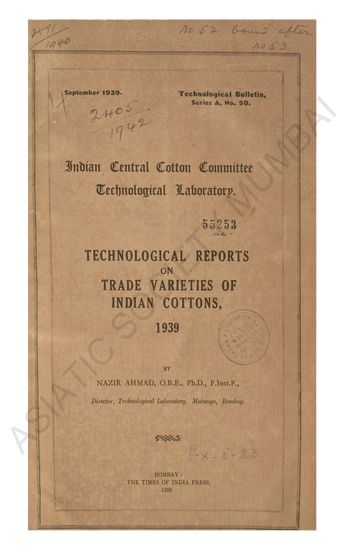 2491
1940
No 52 bound after
No 53
September 1939.
Technological Bulletin,
Series A, No. 50.
2405
1942
Indian Central Cotton Committee
Technological Laboratory.
55253
TECHNOLOGICAL REPORTS
ON
TRADE VARIETIES OF
INDIAN COTTONS,
1939
BY
NAZIR AHMAD, O.B.E., Ph.D., F.Inst.P.,
Director, Technological Laboratory, Matunga, Bombay.
BOMBAY:
THE TIMES OF INDIA PRESS,
1939.
ASIATIC SOCIETY MUMBAI